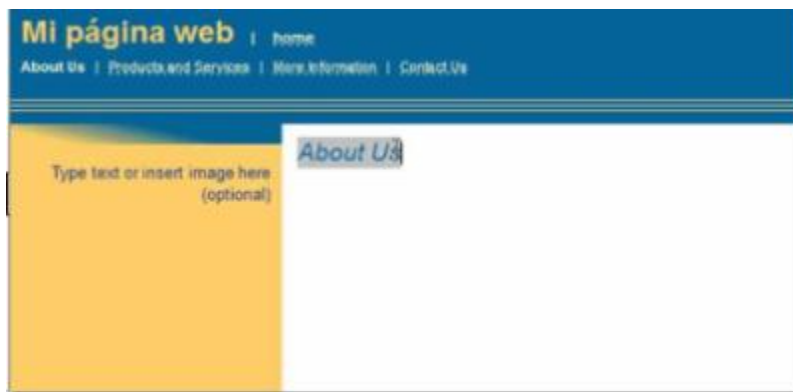 Mi página web | home
About Us | Products and Services | More Information | Contact Us
About Us
Type text or insert image here
(optional)